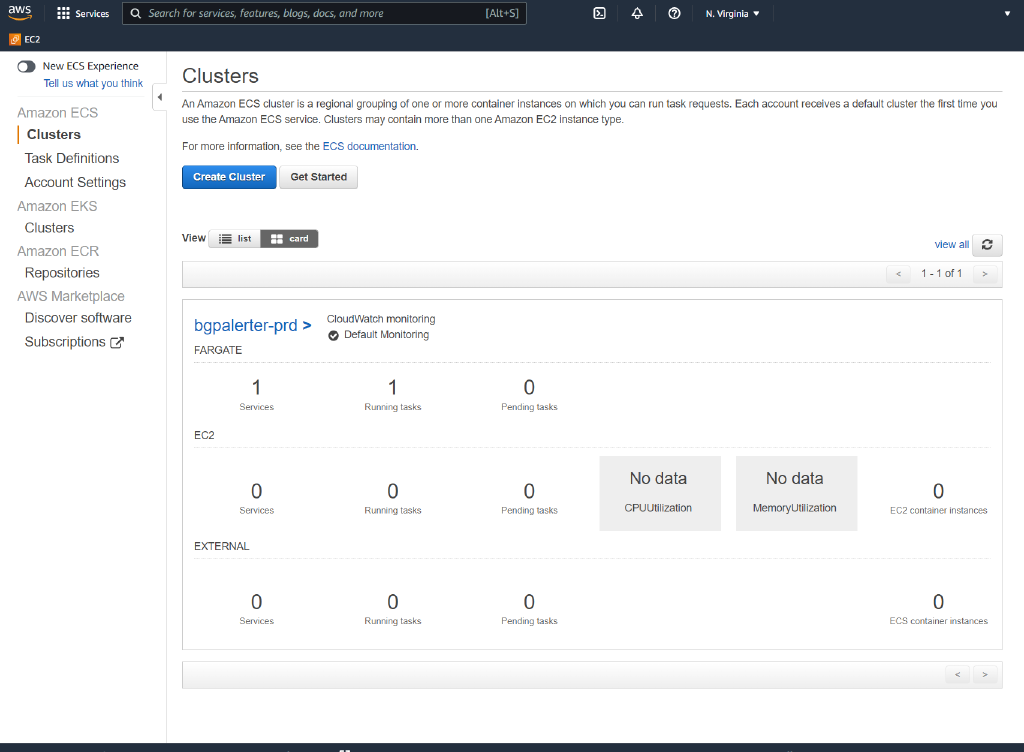 aws
Services
Search for services, features, blogs, docs, and more
[Alt+S]
N. Virginia
EC2
New ECS Experience
Tell us what you think
Amazon ECS
Clusters
Task Definitions
Account Settings
Amazon EKS
Clusters
Amazon ECR
Repositories
AWS Marketplace
Discover software
Subscriptions
Clusters
An Amazon ECS cluster is a regional grouping of one or more container instances on which you can run task requests. Each account receives a default cluster the first time you
use the Amazon ECS service. Clusters may contain more than one Amazon EC2 instance type.
For more information, see the ECS documentation.
Create Cluster
Get Started
View
list
card
view all
< 1 - 1 of 1 >
bgpalerter-prd >
CloudWatch monitoring
Default Monitoring
FARGATE
1
Services
1
Running tasks
0
Pending tasks
EC2
0
Services
0
Running tasks
0
Pending tasks
No data
CPUUtilization
No data
MemoryUtilization
0
EC2 container instances
EXTERNAL
0
Services
0
Running tasks
0
Pending tasks
0
ECS container instances
< >